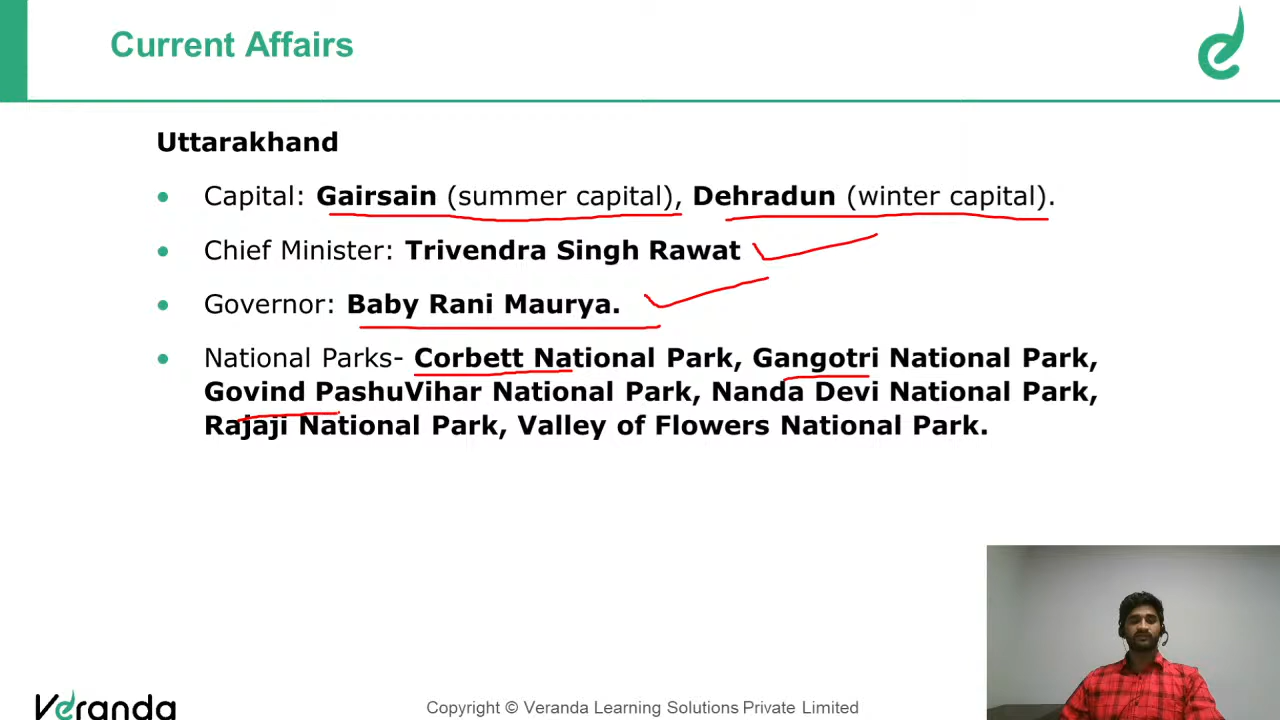 Current Affairs
Uttarakhand
• Capital: Gairsain (summer capital), Dehradun (winter capital).
• Chief Minister: Trivendra Singh Rawat
• Governor: Baby Rani Maurya.
• National Parks- Corbett National Park, Gangotri National Park,
Govind PashuVihar National Park, Nanda Devi National Park,
Rajaji National Park, Valley of Flowers National Park.
Veranda
Copyright © Veranda Learning Solutions Private Limited